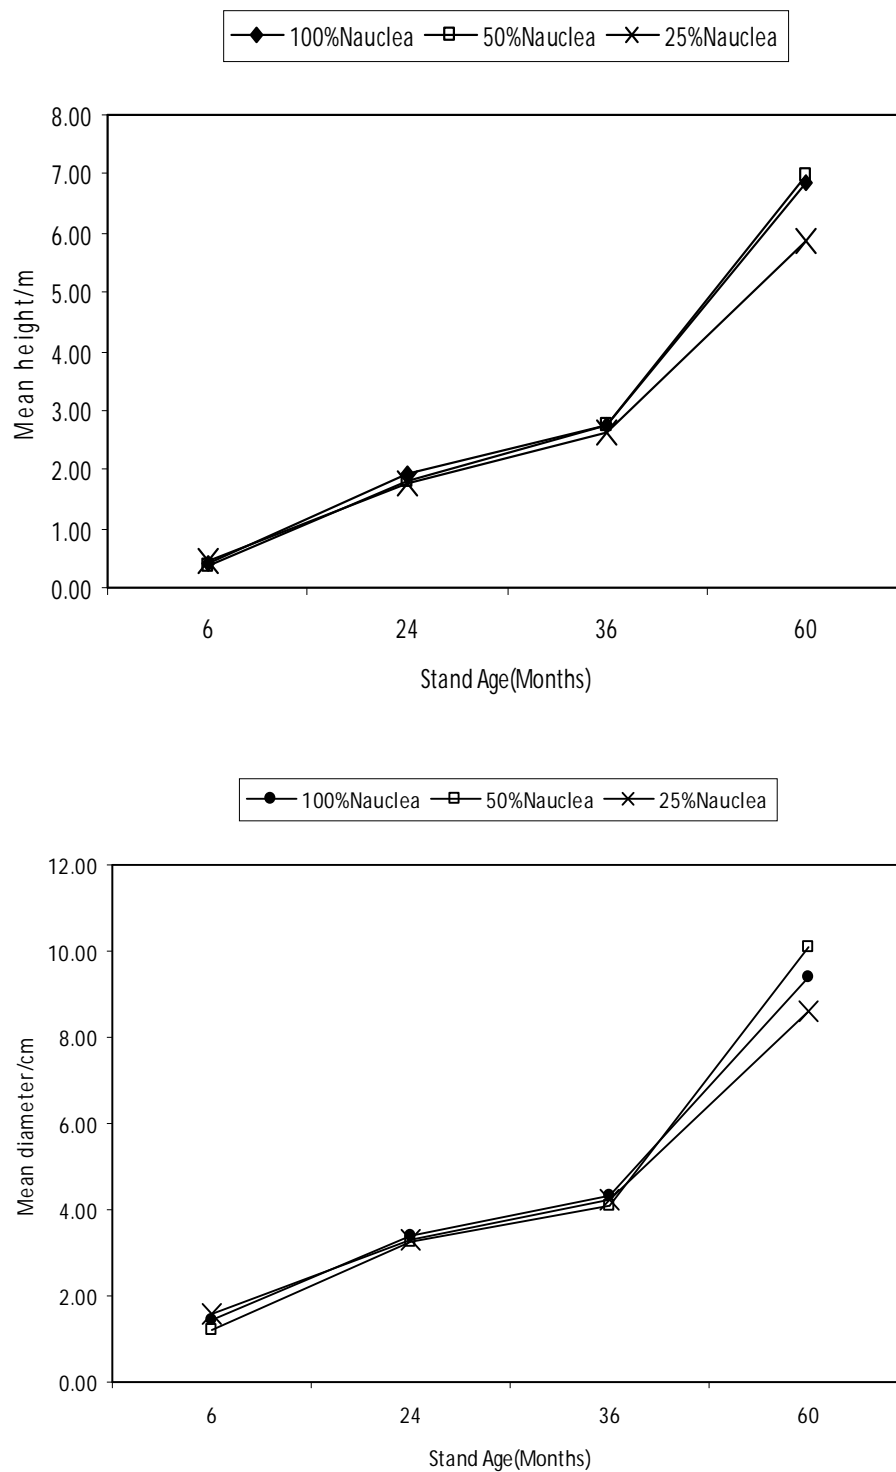 100%Nauclea 50%Nauclea 25%Nauclea
8.00
7.00
6.00
5.00
4.00
3.00
2.00
1.00
0.00
Mean height/m
6 24 36 60
Stand Age(Months)
100%Nauclea 50%Nauclea 25%Nauclea
12.00
10.00
8.00
6.00
4.00
2.00
0.00
Mean diameter/cm
6 24 36 60
Stand Age(Months)